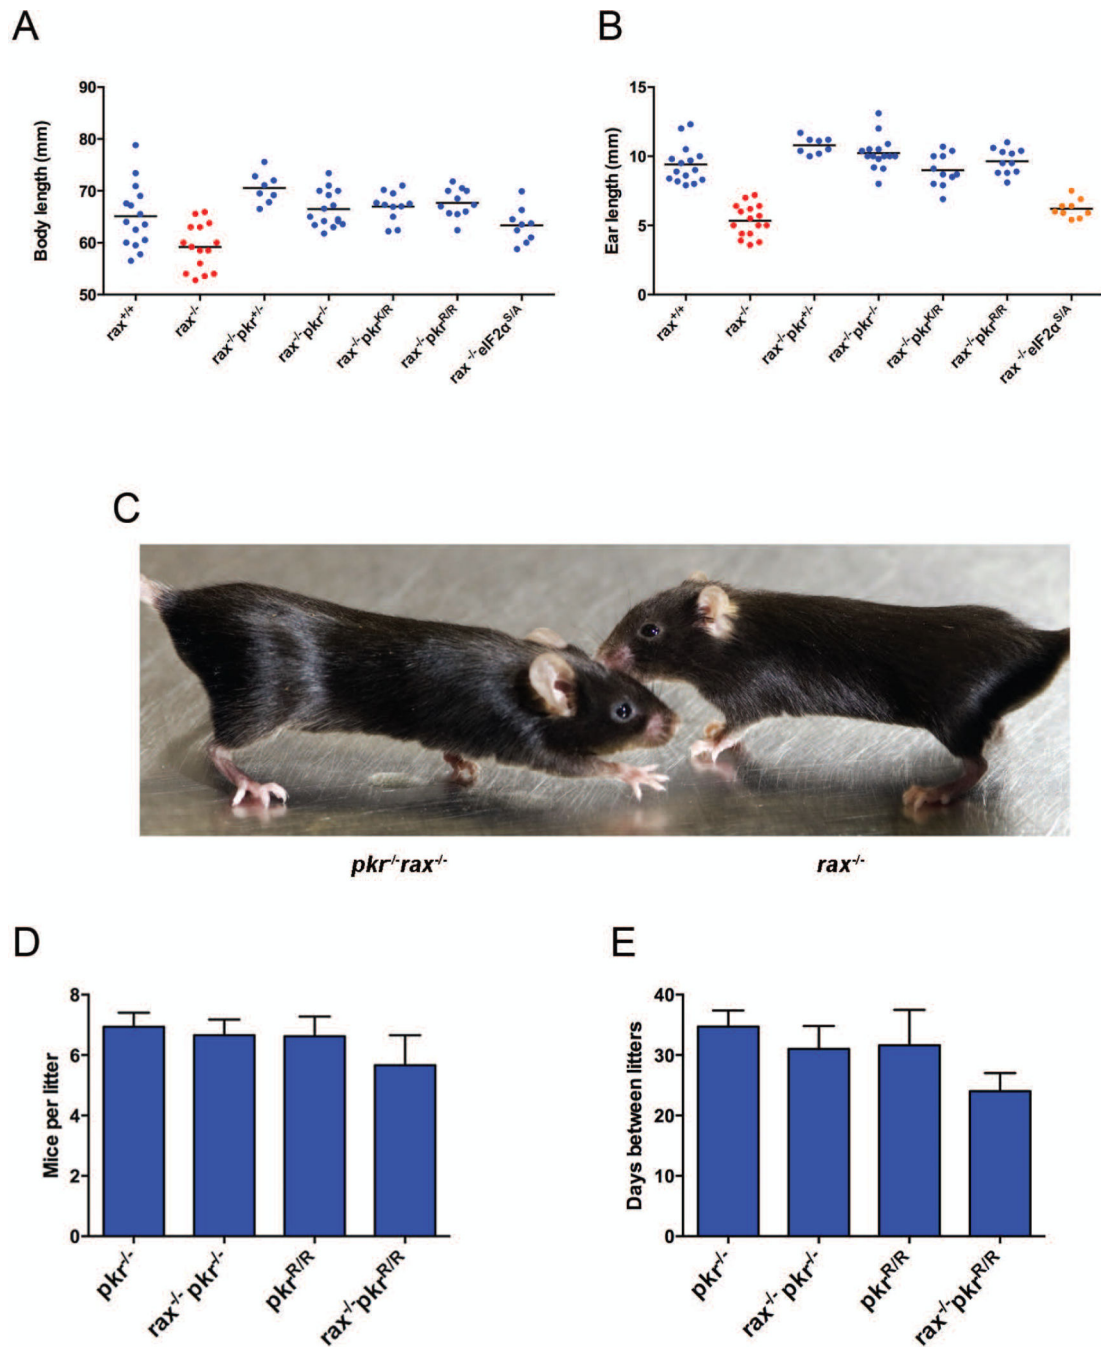 A
B
90
80
70
60
50
Body length (mm)
rax+/+
rax-/-
rax-/-pkr+/-
rax-/-pkr-/-
rax-/-pkrK/R
rax-/-pkrR/R
rax-/-eIF2αS/A
15
10
5
0
Ear length (mm)
rax+/+
rax-/-
rax-/-pkr+/-
rax-/-pkr-/-
rax-/-pkrK/R
rax-/-pkrR/R
rax-/-eIF2αS/A
C
pkr-/-rax-/-
rax-/-
D
E
8
6
4
2
0
Mice per litter
pkr-/-
rax-/-pkr-/-
pkrR/R
rax-/-pkrR/R
40
30
20
10
0
Days between litters
pkr-/-
rax-/-pkr-/-
pkrR/R
rax-/-pkrR/R